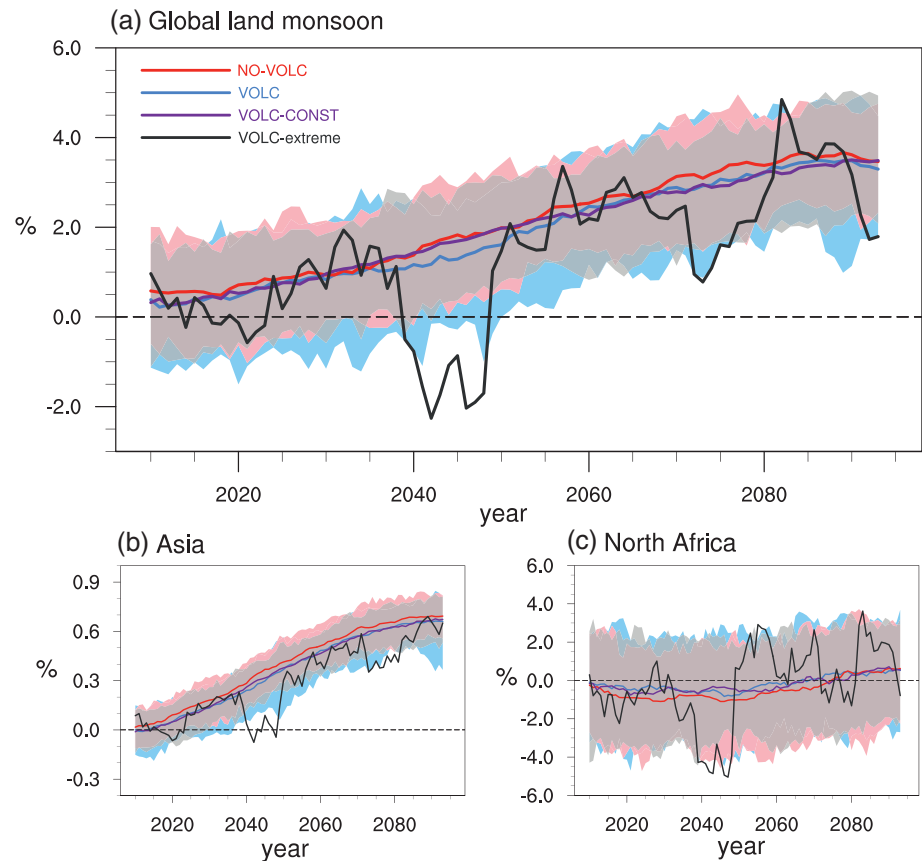 (a) Global land monsoon
6.0
4.0
2.0
0.0
-2.0
%
NO-VOLC
VOLC
VOLC-CONST
VOLC-extreme
2020 2040 2060 2080
year
(b) Asia
0.9
0.6
0.3
0.0
-0.3
%
2020 2040 2060 2080
year
(c) North Africa
6.0
4.0
2.0
0.0
-2.0
-4.0
-6.0
%
2020 2040 2060 2080
year